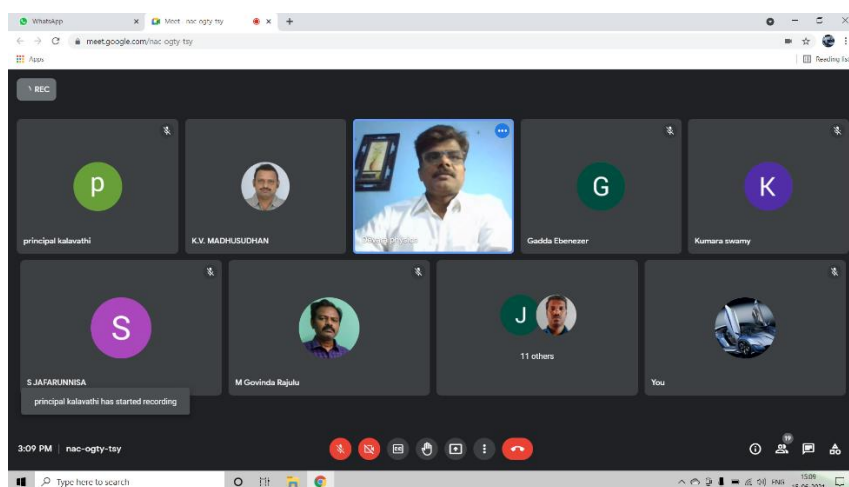 WhatsApp
Meet - nac-ogty-tsy
meet.google.com/nac-ogty-tsy
Apps
Reading list
REC
p
principal kalavathi
K.V. MADHUSUDHAN
G
Gadda Ebenezer
K
Kumara swamy
S
S.JAFARUNNISA
M Govinda Rajulu
J
11 others
You
principal kalavathi has started recording
3:09 PM | nac-ogty-tsy
19
Type here to search
ENG
15:09